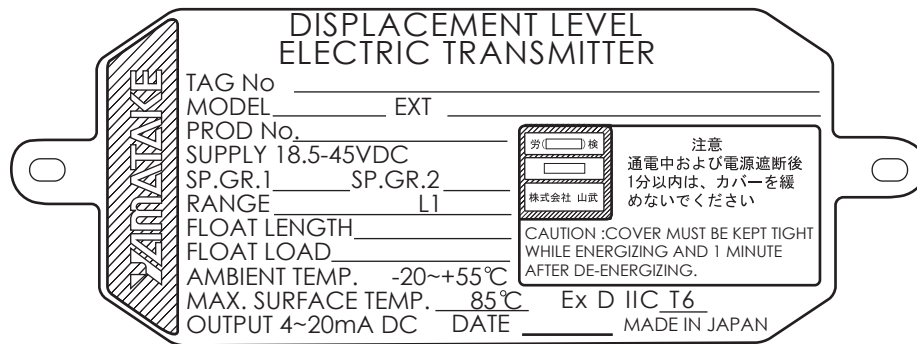 DISPLACEMENT LEVEL
ELECTRIC TRANSMITTER
YAMATAKE
TAG No
MODEL EXT
PROD No.
SUPPLY 18.5-45VDC
SP.GR.1 SP.GR.2
RANGE L1
FLOAT LENGTH
FLOAT LOAD
AMBIENT TEMP. -20~+55℃
MAX. SURFACE TEMP. 85℃ Ex D IIC T6
OUTPUT 4~20mA DC DATE MADE IN JAPAN
労( )検
株式会社 山武
注意
通電中および電源遮断後
1分以内は、カバーを緩
めないでください
CAUTION :COVER MUST BE KEPT TIGHT
WHILE ENERGIZING AND 1 MINUTE
AFTER DE-ENERGIZING.